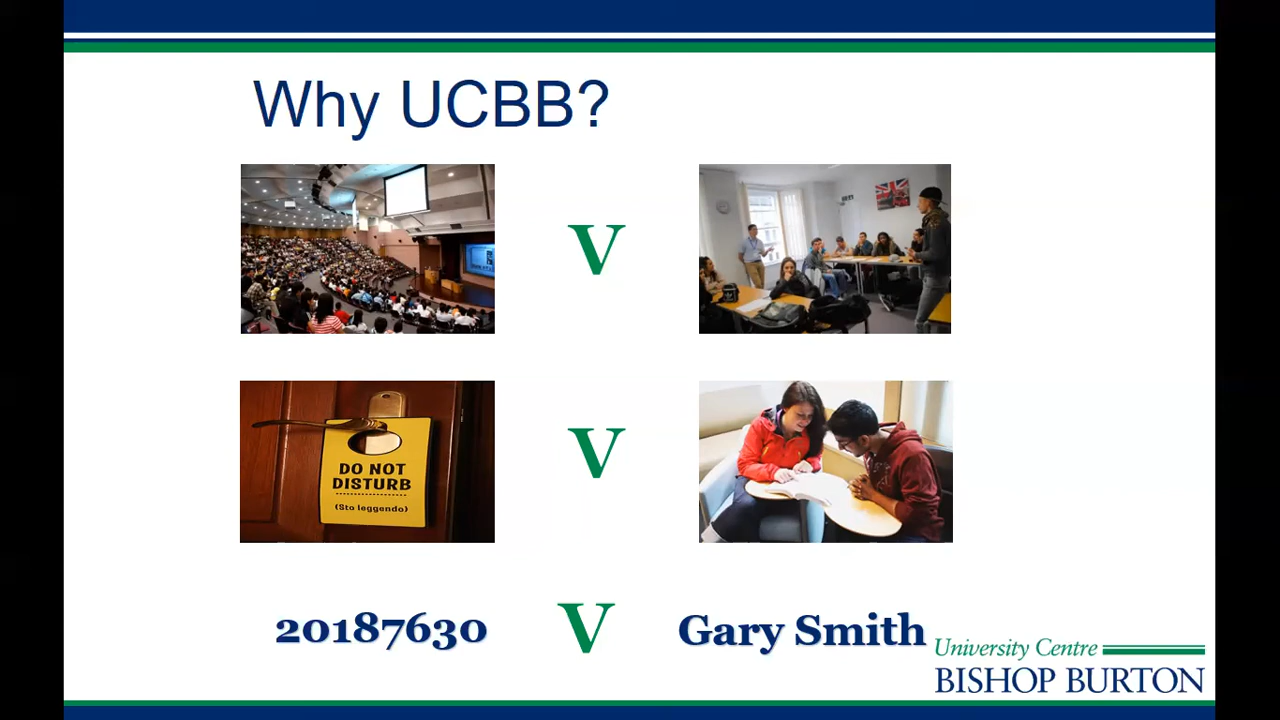 Why UCBB?
V
DO NOT
DISTURB
(Sto leggendo)
V
20187630
V
Gary Smith
University Centre
BISHOP BURTON